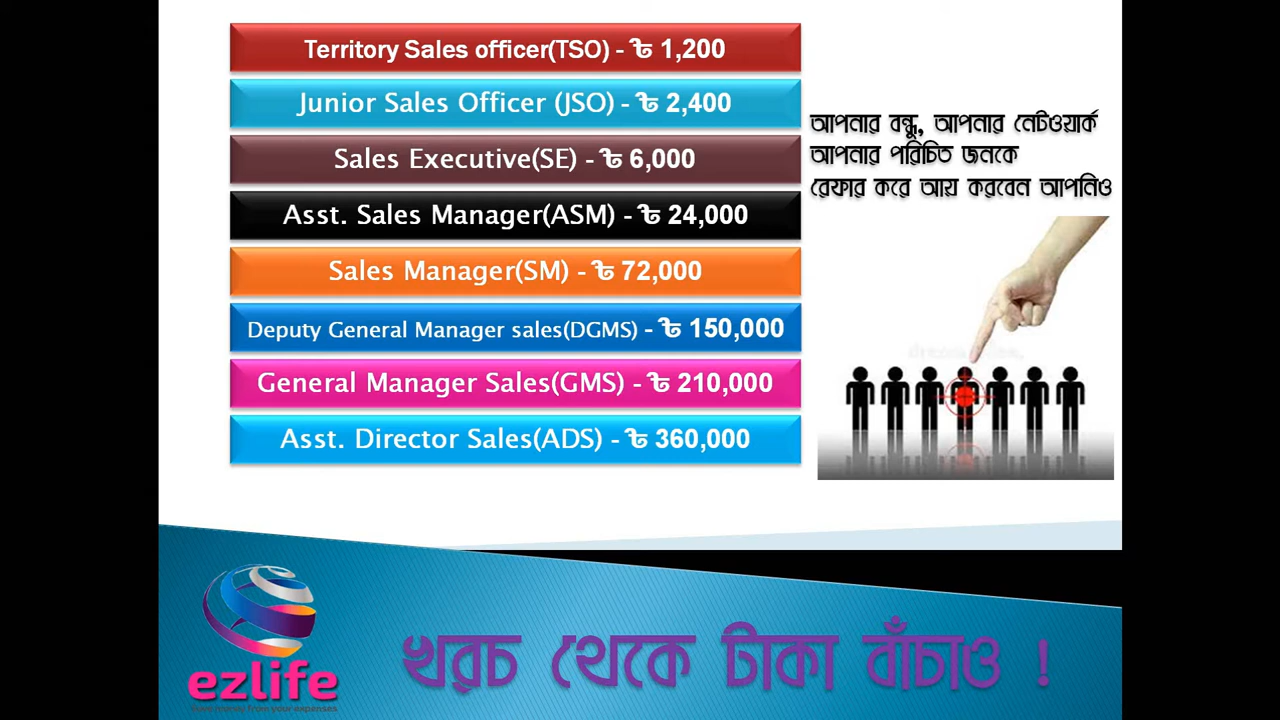 Territory Sales officer(TSO) - ৳ 1,200
Junior Sales Officer (JSO) - ৳ 2,400
Sales Executive(SE) - ৳ 6,000
Asst. Sales Manager(ASM) - ৳ 24,000
Sales Manager(SM) - ৳ 72,000
Deputy General Manager sales(DGMS) - ৳ 150,000
General Manager Sales(GMS) - ৳ 210,000
Asst. Director Sales(ADS) - ৳ 360,000
আপনার বন্ধু, আপনার নেটওয়ার্ক
আপনার পরিচিত জনকে
রেফার করে আয় করবেন আপনিও
ezlife
খরচ থেকে টাকা বাঁচাও !
from your expenses